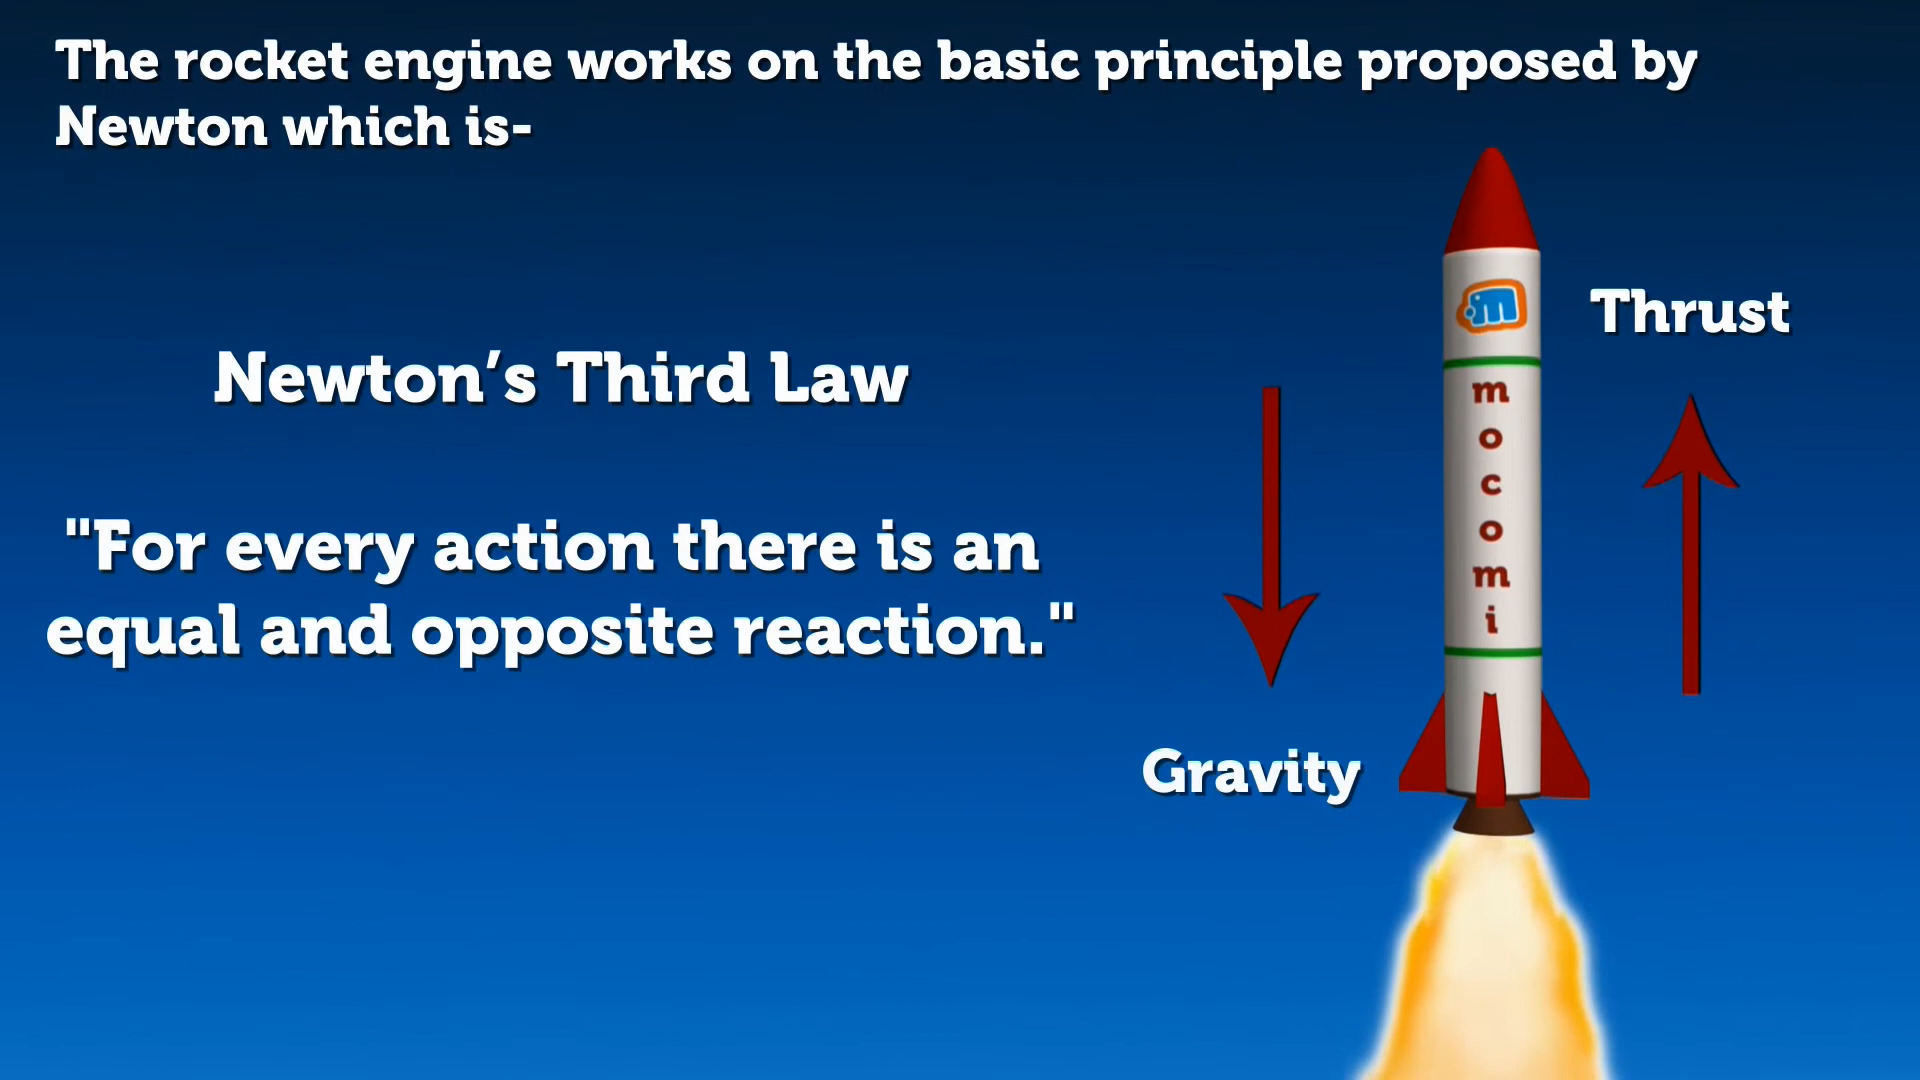 The rocket engine works on the basic principle proposed by
Newton which is-
Newton’s Third Law
"For every action there is an
equal and opposite reaction."
Thrust
Gravity
m
m
o
c
o
m
i